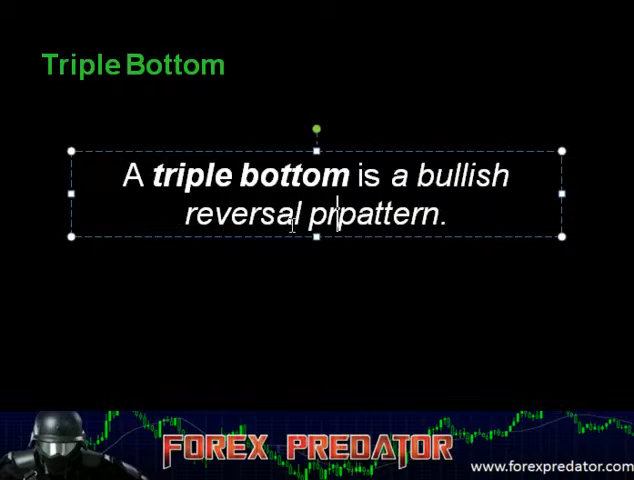 Triple Bottom
A triple bottom is a bullish
reversal prpattern.
FOREX PREDATOR
www.forexpredator.com